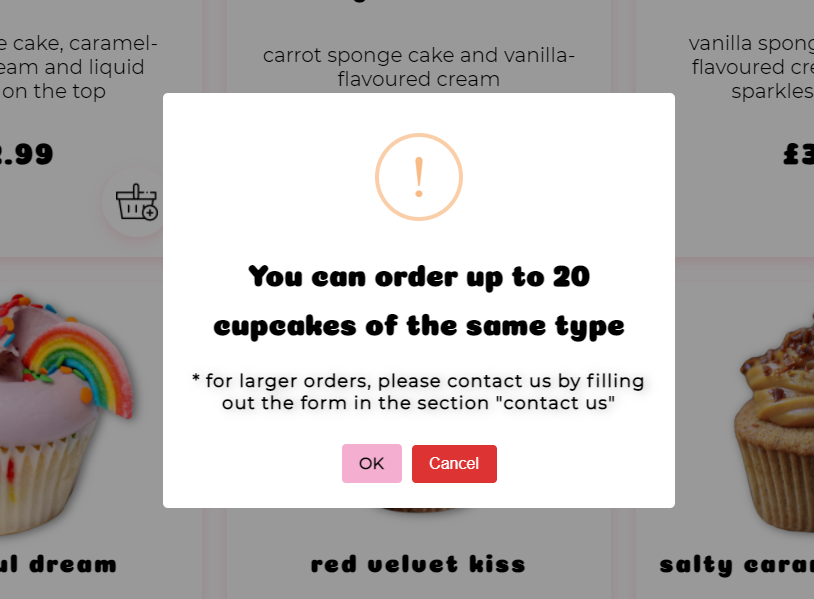 e cake, caramel-
eam and liquid
on the top
.99
carrot sponge cake and vanilla-
flavoured cream
vanilla spong
flavoured cre
sparkles
£3
!
You can order up to 20
cupcakes of the same type
* for larger orders, please contact us by filling
out the form in the section "contact us"
OK
Cancel
ul dream
red velvet kiss
salty caram